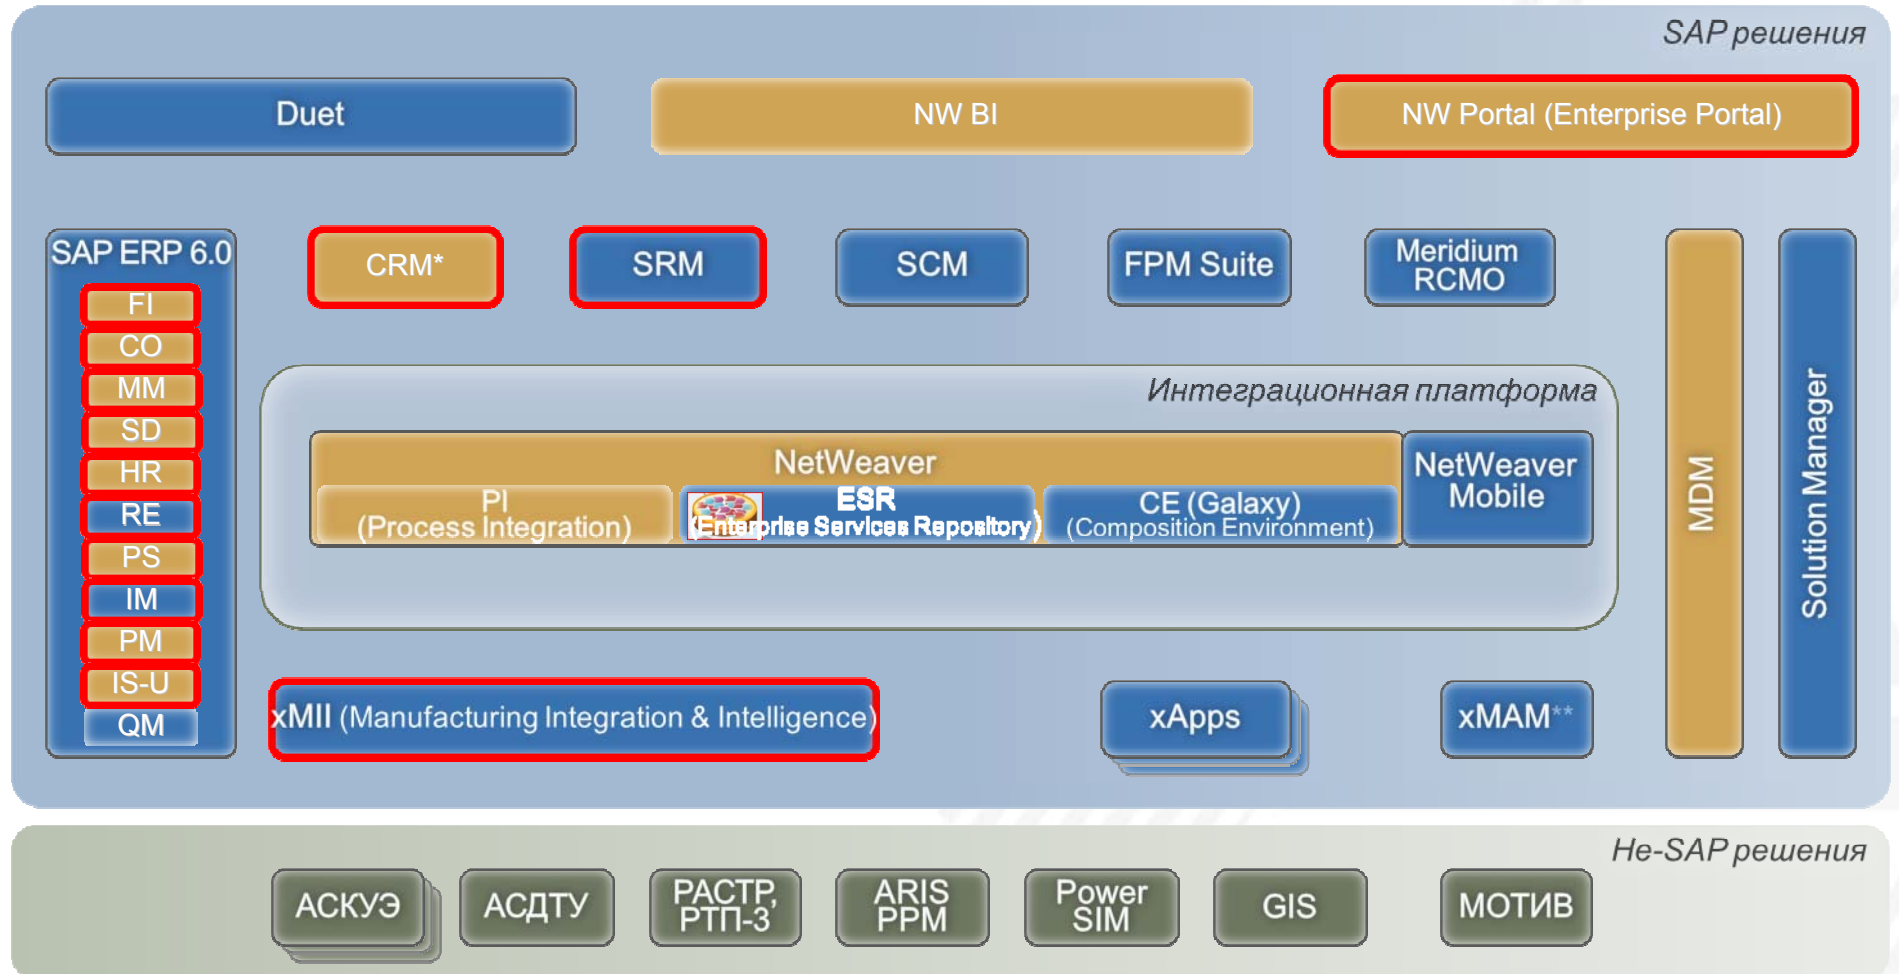 SAP решения
Duet
NW BI
NW Portal (Enterprise Portal)
SAP ERP 6.0
FI
CO
MM
SD
HR
RE
PS
IM
PM
IS-U
QM
CRM*
SRM
SCM
FPM Suite
Meridium
RCMO
MDM
Solution Manager
Интеграционная платформа
NetWeaver
PI
(Process Integration)
ESR
(Enterprise Services Repository)
CE (Galaxy)
(Composition Environment)
NetWeaver
Mobile
xMII (Manufacturing Integration & Intelligence)
xApps
xMAM**
Не-SAP решения
АСКУЭ
АСДТУ
РАСТР,
РТП-3
ARIS
PPM
Power
SIM
GIS
МОТИВ